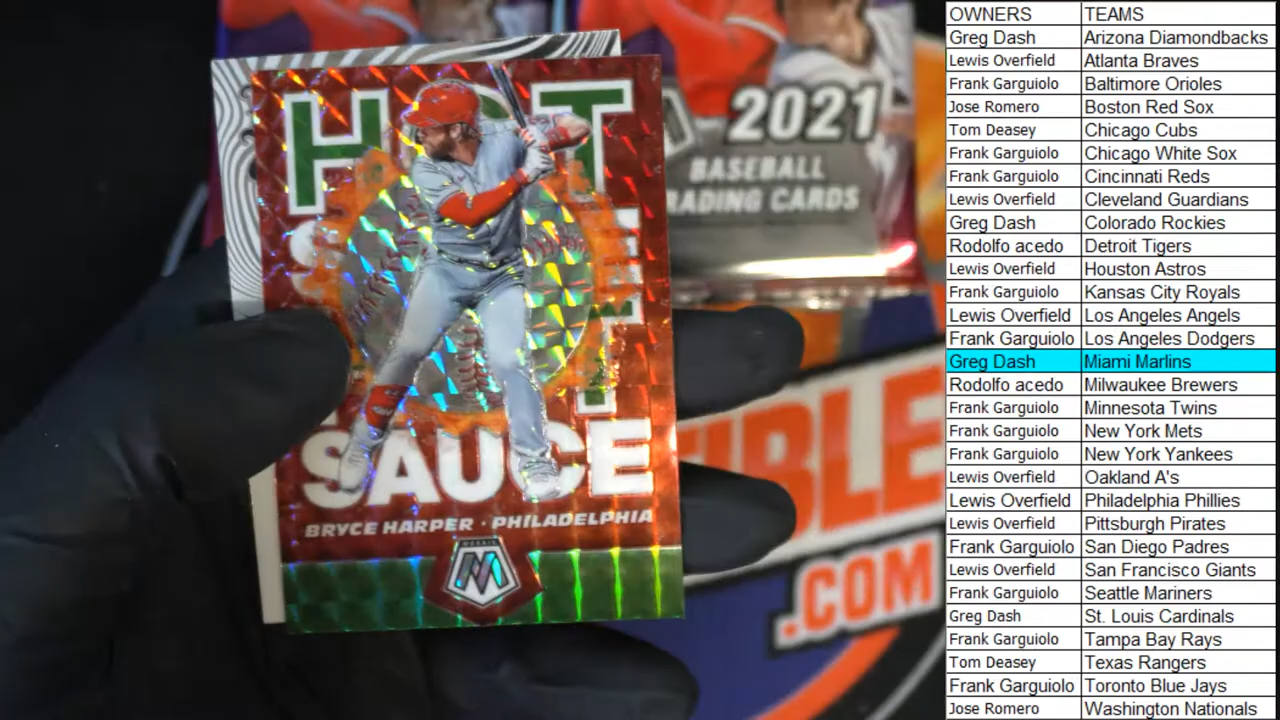 HOT
SAUCE
BRYCE HARPER · PHILADELPHIA
MOSAIC
M
2021
BASEBALL
TRADING CARDS
IBLE
.COM
OWNERS TEAMS
Greg Dash Arizona Diamondbacks
Lewis Overfield Atlanta Braves
Frank Garguiolo Baltimore Orioles
Jose Romero Boston Red Sox
Tom Deasey Chicago Cubs
Frank Garguiolo Chicago White Sox
Frank Garguiolo Cincinnati Reds
Lewis Overfield Cleveland Guardians
Greg Dash Colorado Rockies
Rodolfo acedo Detroit Tigers
Lewis Overfield Houston Astros
Frank Garguiolo Kansas City Royals
Lewis Overfield Los Angeles Angels
Frank Garguiolo Los Angeles Dodgers
Greg Dash Miami Marlins
Rodolfo acedo Milwaukee Brewers
Frank Garguiolo Minnesota Twins
Frank Garguiolo New York Mets
Frank Garguiolo New York Yankees
Lewis Overfield Oakland A's
Lewis Overfield Philadelphia Phillies
Lewis Overfield Pittsburgh Pirates
Frank Garguiolo San Diego Padres
Lewis Overfield San Francisco Giants
Frank Garguiolo Seattle Mariners
Greg Dash St. Louis Cardinals
Frank Garguiolo Tampa Bay Rays
Tom Deasey Texas Rangers
Frank Garguiolo Toronto Blue Jays
Jose Romero Washington Nationals